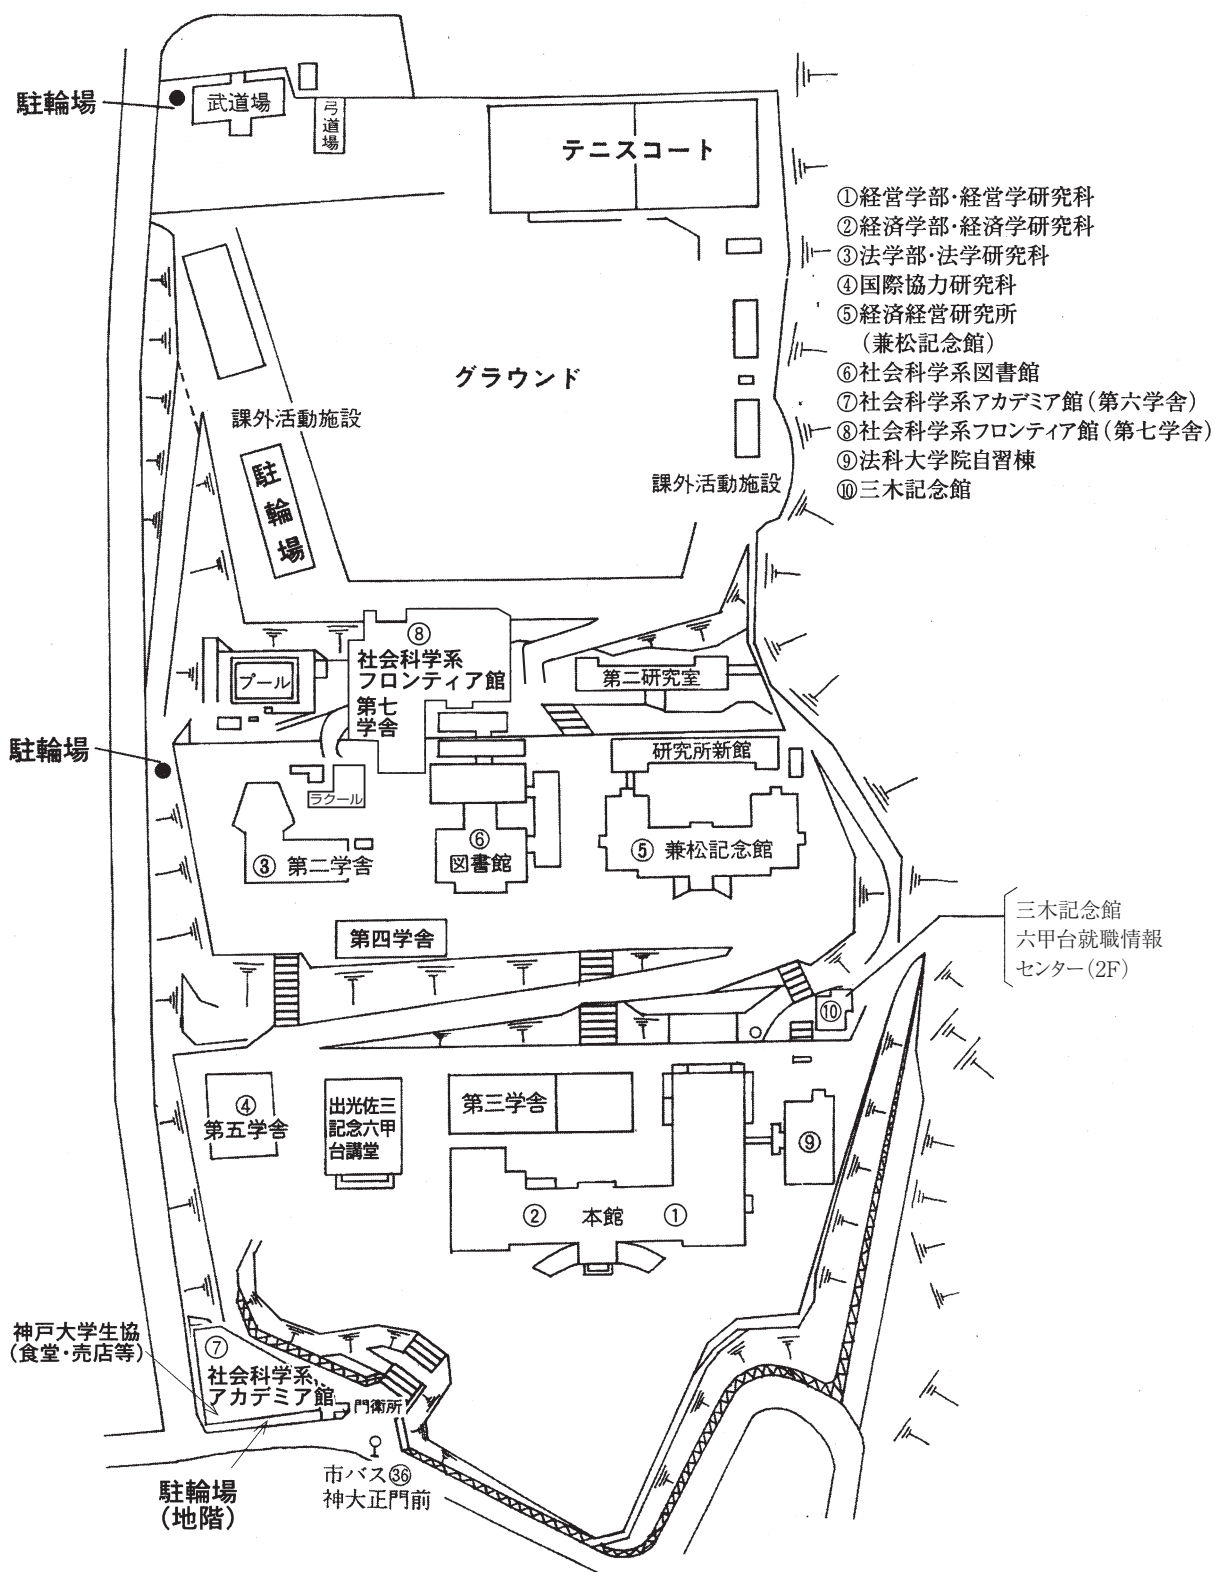 駐輪場
武道場
弓道場
テニスコート
①経営学部・経営学研究科
②経済学部・経済学研究科
③法学部・法学研究科
④国際協力研究科
⑤経済経営研究所
(兼松記念館)
⑥社会科学系図書館
⑦社会科学系アカデミア館(第六学舎)
⑧社会科学系フロンティア館(第七学舎)
⑨法科大学院自習棟
⑩三木記念館
グラウンド
課外活動施設
駐輪場
課外活動施設
⑧
社会科学系
フロンティア館
第七
学舎
プール
第二研究室
駐輪場
研究所新館
ラクール
③ 第二学舎
⑥
図書館
⑤ 兼松記念館
第四学舎
三木記念館
六甲台就職情報
センター(2F)
⑩
④
第五学舎
出光佐三
記念六甲
台講堂
第三学舎
⑨
② 本館 ①
神戸大学生協
(食堂・売店等)
⑦
社会科学系
アカデミア館
門衛所
駐輪場
(地階)
市バス㊱
神大正門前